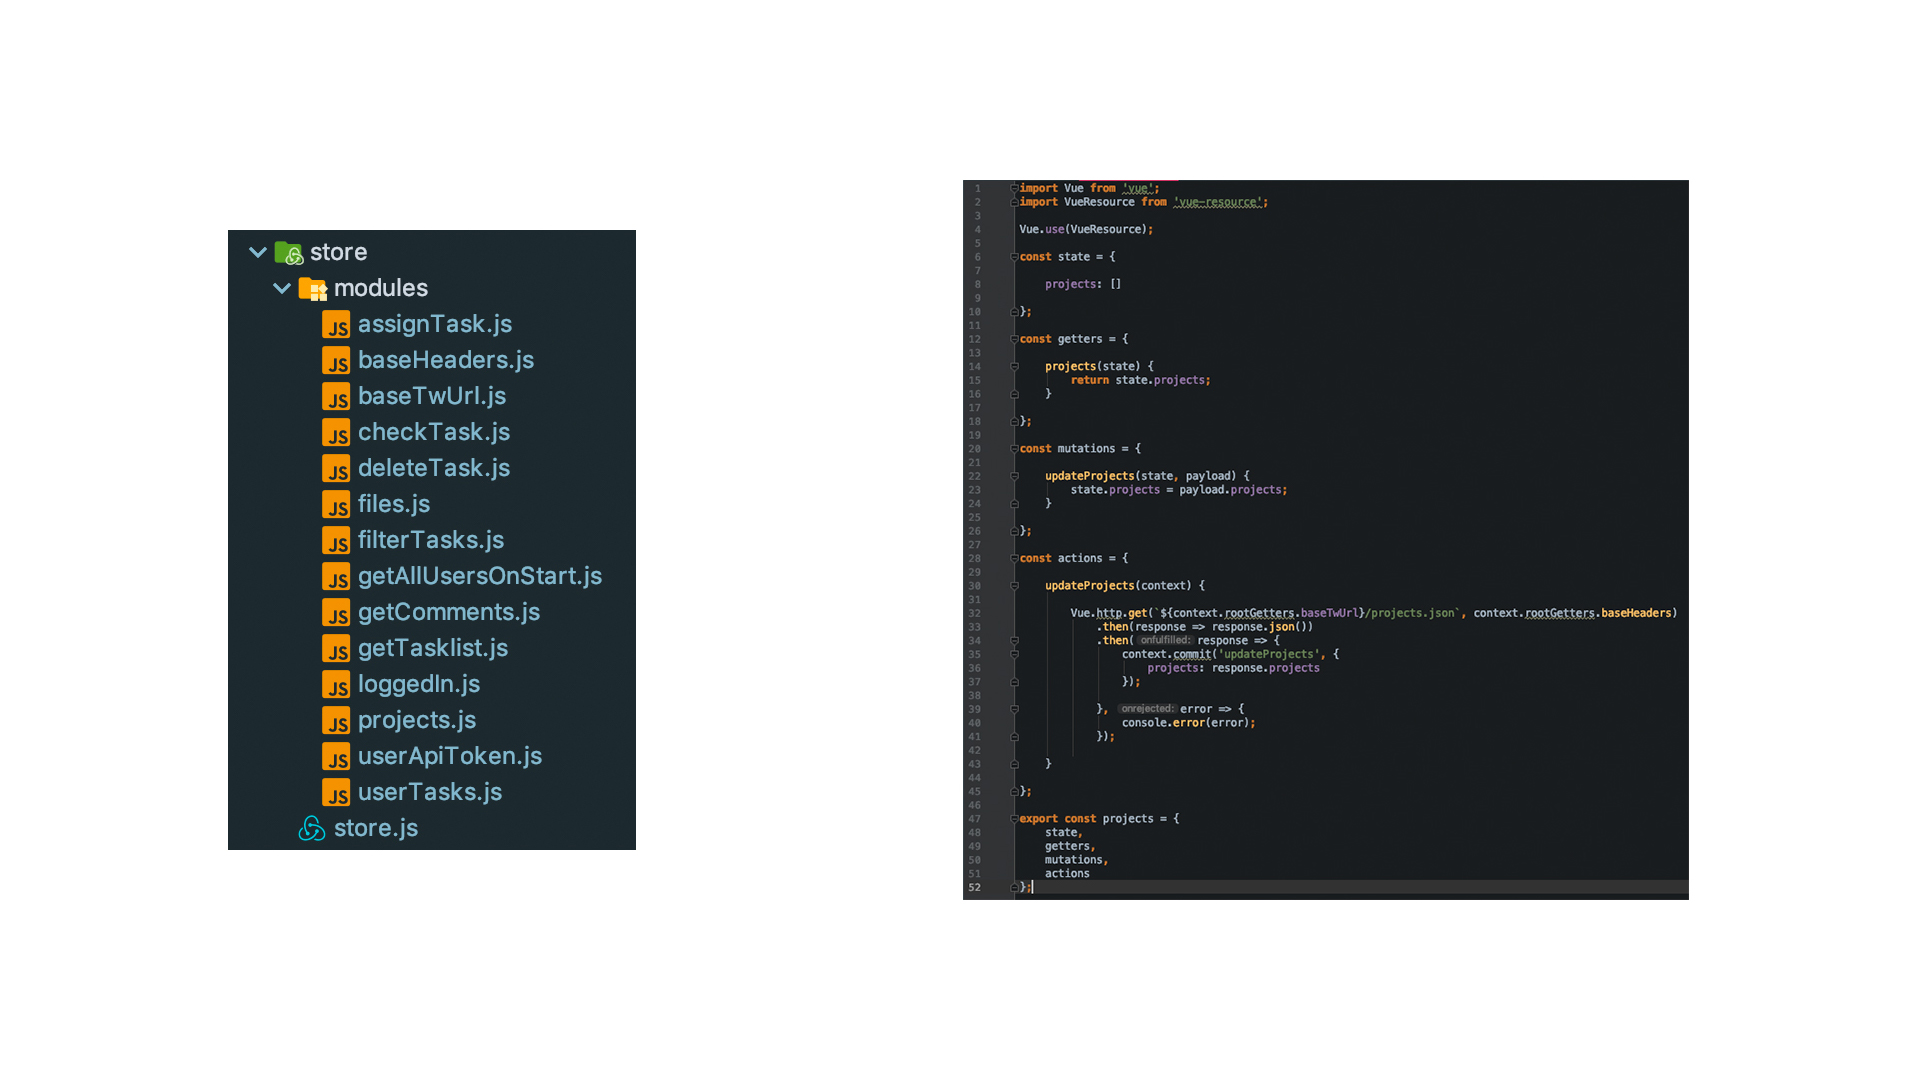 store
modules
JS assignTask.js
JS baseHeaders.js
JS baseTwUrl.js
JS checkTask.js
JS deleteTask.js
JS files.js
JS filterTasks.js
JS getAllUsersOnStart.js
JS getComments.js
JS getTasklist.js
JS loggedIn.js
JS projects.js
JS userApiToken.js
JS userTasks.js
store.js
1 import Vue from 'vue';
2 import VueResource from 'vue-resource';
3
4 Vue.use(VueResource);
5
6 const state = {
7
8 projects: []
9
10 };
11
12 const getters = {
13
14 projects(state) {
15 return state.projects;
16 }
17
18 };
19
20 const mutations = {
21
22 updateProjects(state, payload) {
23 state.projects = payload.projects;
24 }
25
26 };
27
28 const actions = {
29
30 updateProjects(context) {
31
32 Vue.http.get(`${context.rootGetters.baseTwUrl}/projects.json`, context.rootGetters.baseHeaders)
33 .then(response => response.json())
34 .then( onfulfilled: response => {
35 context.commit('updateProjects', {
36 projects: response.projects
37 });
38
39 }, onrejected: error => {
40 console.error(error);
41 });
42
43 }
44
45 };
46
47 export const projects = {
48 state,
49 getters,
50 mutations,
51 actions
52 };